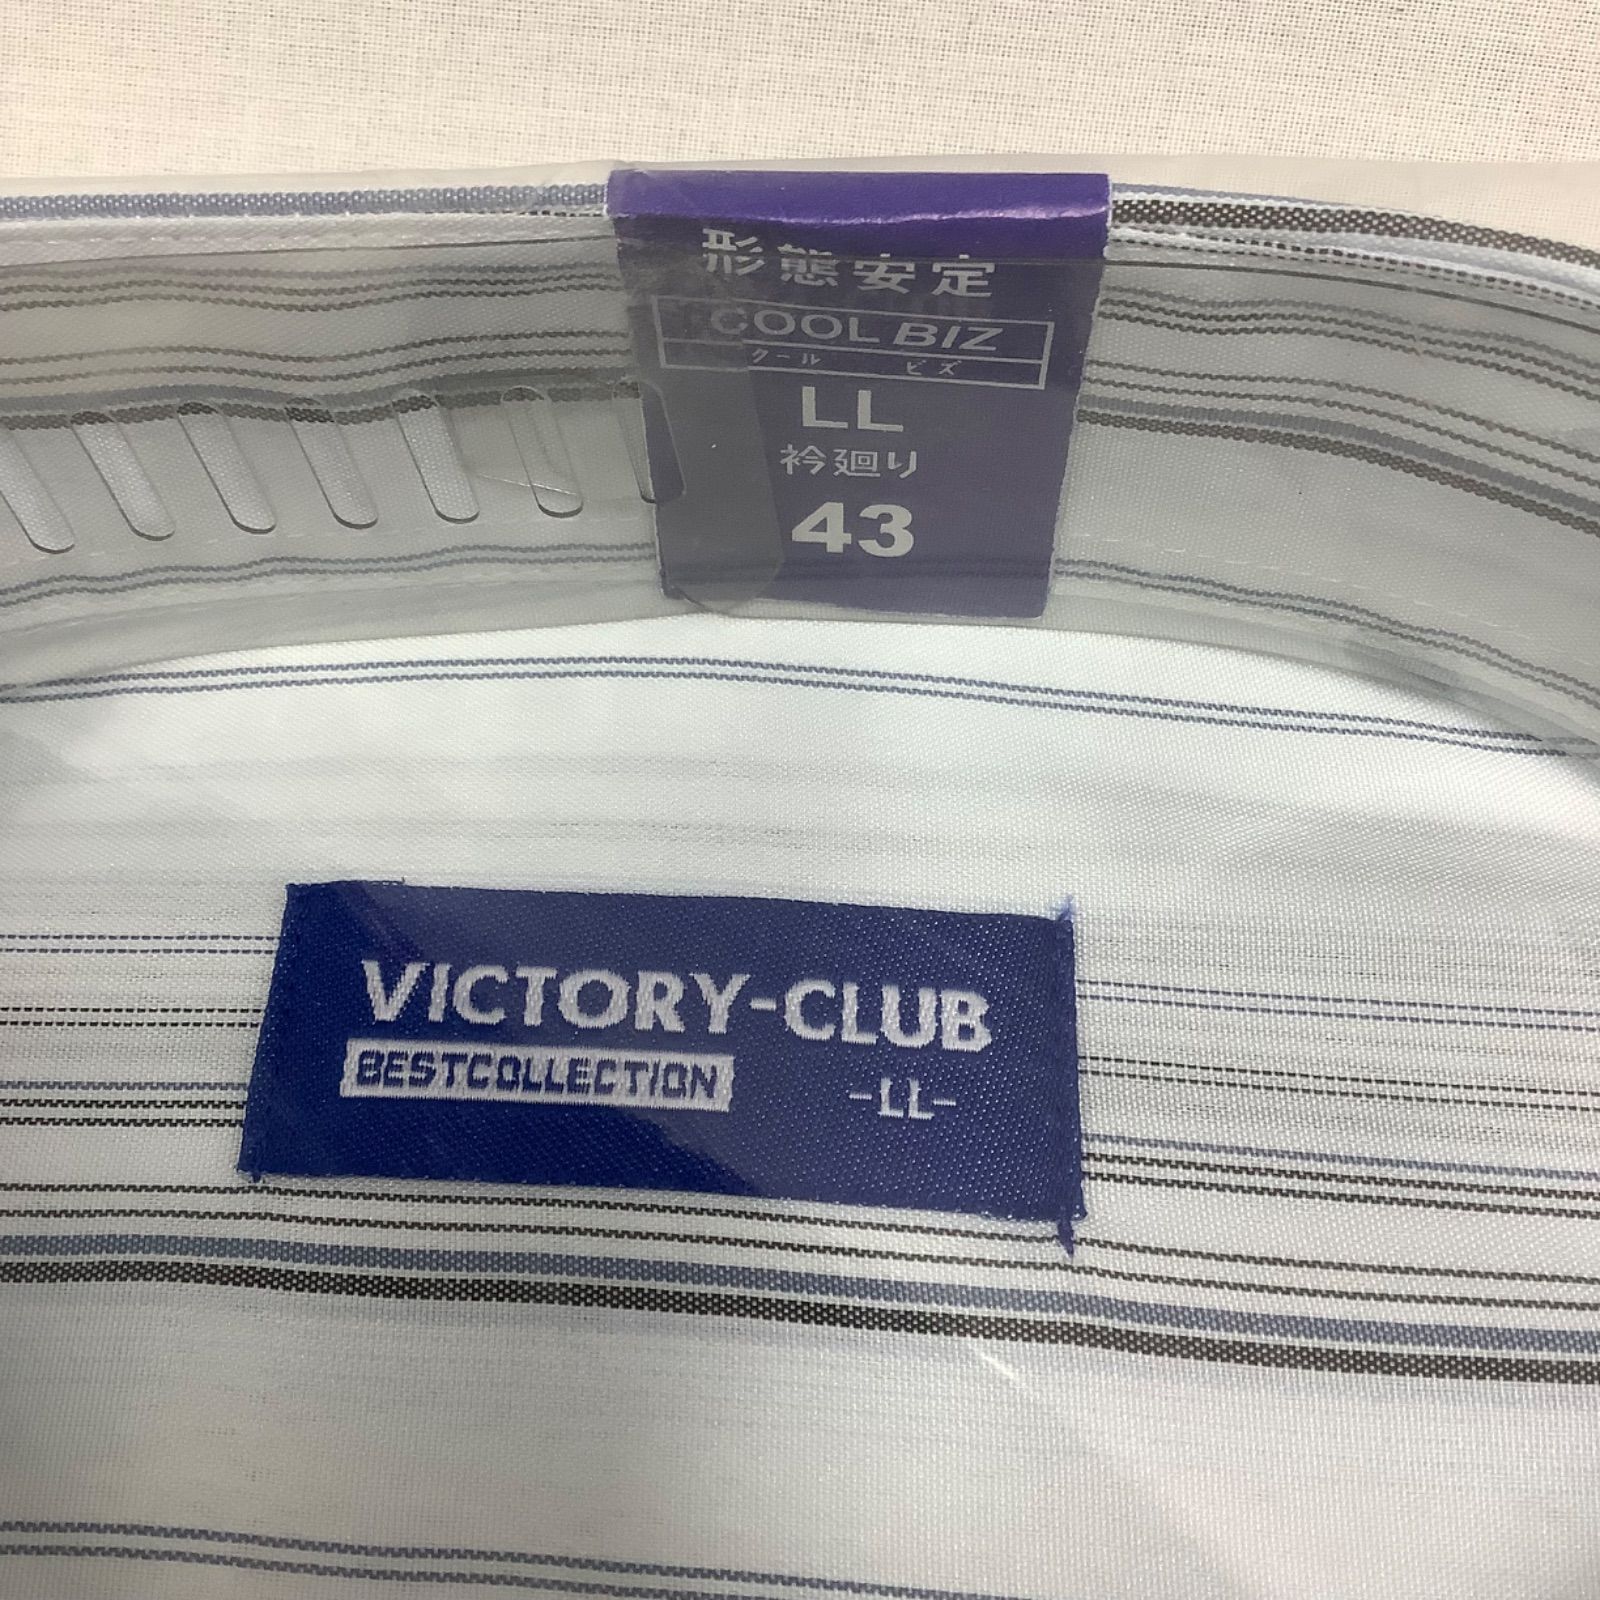 形態安定
COOL BIZ
クール ビズ
LL
衿廻り
43
VICTORY-CLUB
BESTCOLLECTION
-LL-